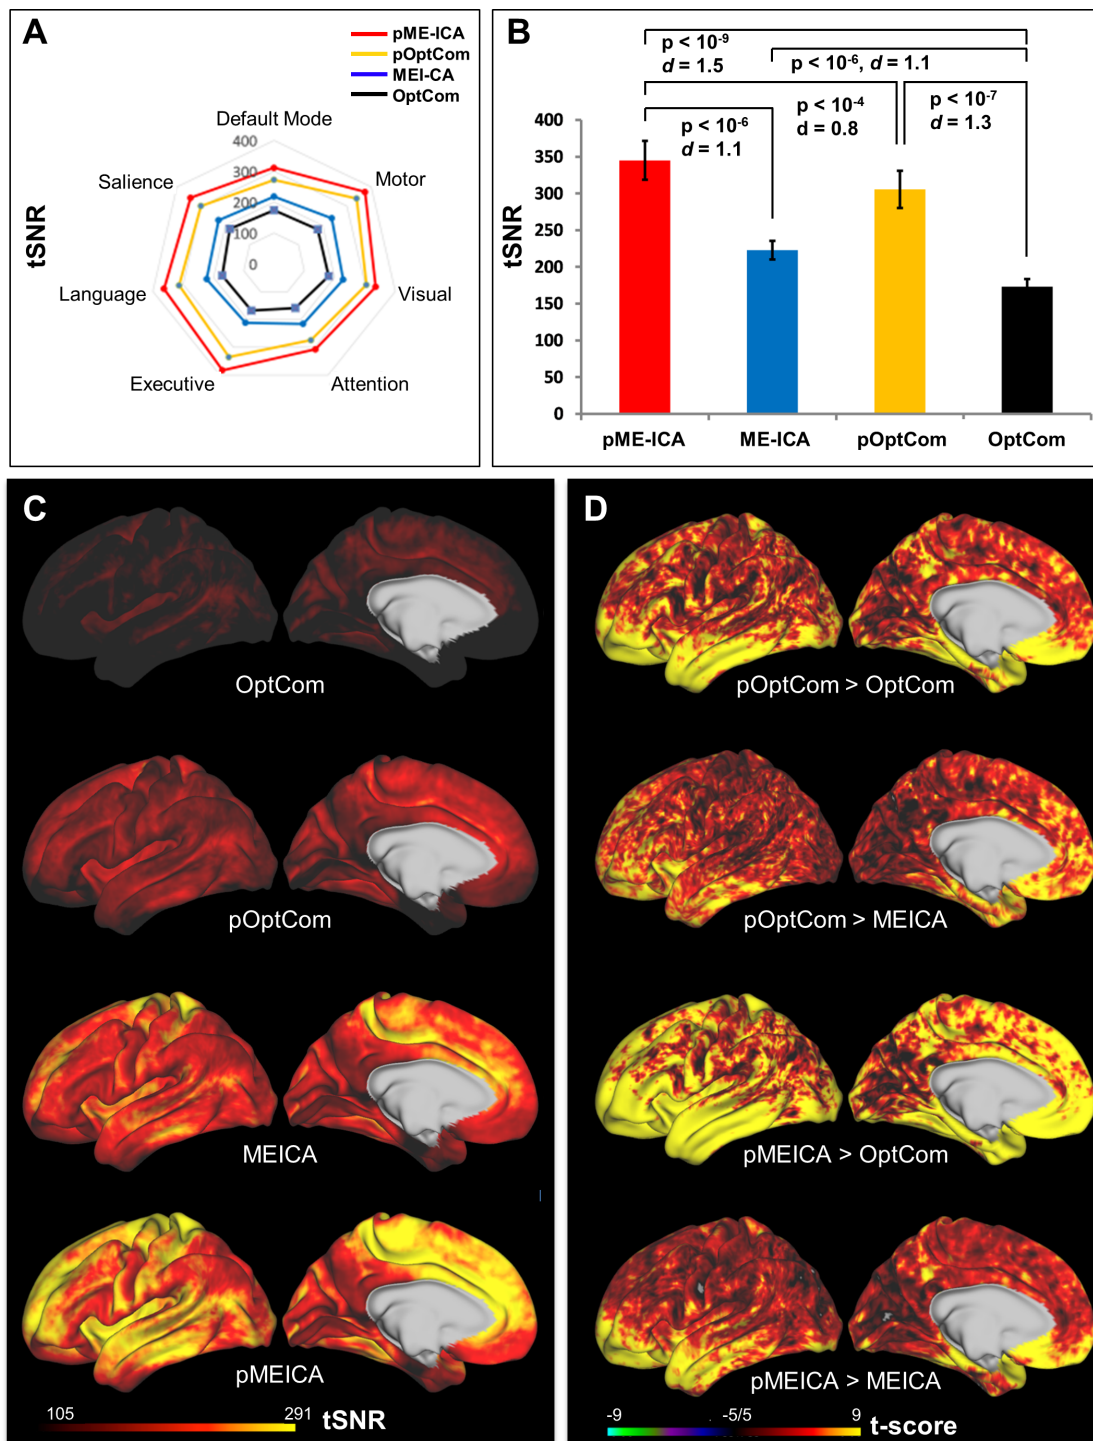 A
pME-ICA
pOptCom
MEI-CA
OptCom
tSNR
Default Mode
400
300
200
100
0
Salience
Motor
Language
Visual
Executive
Attention
B
p < 10-9
d = 1.5
p < 10-6, d = 1.1
p < 10-6
d = 1.1
p < 10-4
d = 0.8
p < 10-7
d = 1.3
tSNR
400
350
300
250
200
150
100
50
0
pME-ICA
ME-ICA
pOptCom
OptCom
C
OptCom
pOptCom
MEICA
pMEICA
105
291
tSNR
D
pOptCom > OptCom
pOptCom > MEICA
pMEICA > OptCom
pMEICA > MEICA
-9
-5/5
9
t-score